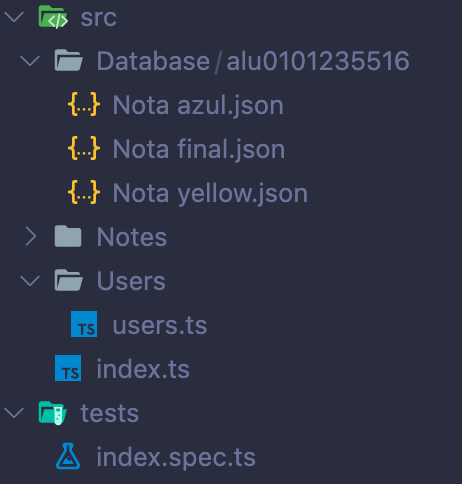 src
Database/alu0101235516
{...} Nota azul.json
{...} Nota final.json
{...} Nota yellow.json
Notes
Users
TS users.ts
TS index.ts
tests
index.spec.ts